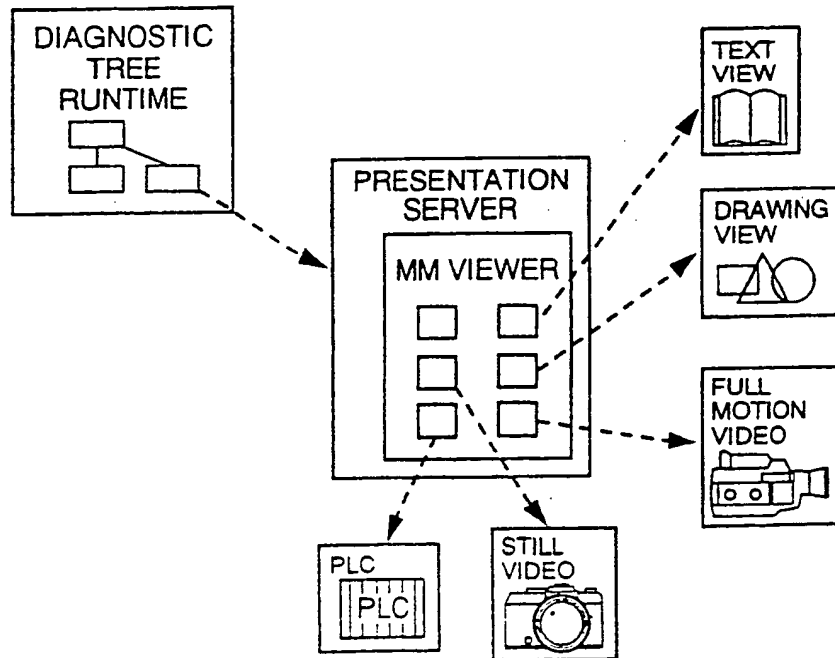 DIAGNOSTIC
TREE
RUNTIME
PRESENTATION
SERVER
MM VIEWER
TEXT
VIEW
DRAWING
VIEW
FULL
MOTION
VIDEO
PLC
PLC
STILL
VIDEO